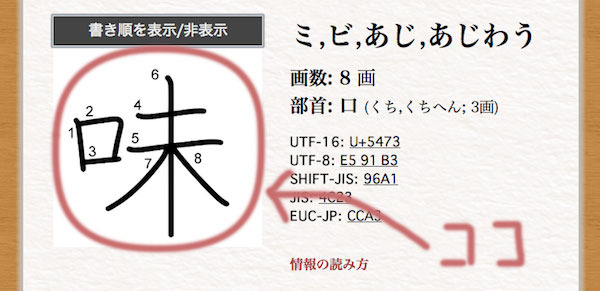 書き順を表示/非表示
味
1
2
3
4
5
6
7
8
ミ,ビ,あじ,あじわう
画数: 8 画
部首: 口 (くち,くちへん; 3画)
UTF-16: U+5473
UTF-8: E5 91 B3
SHIFT-JIS: 96A1
JIS: 4C23
EUC-JP: CCA3
ココ
情報の読み方